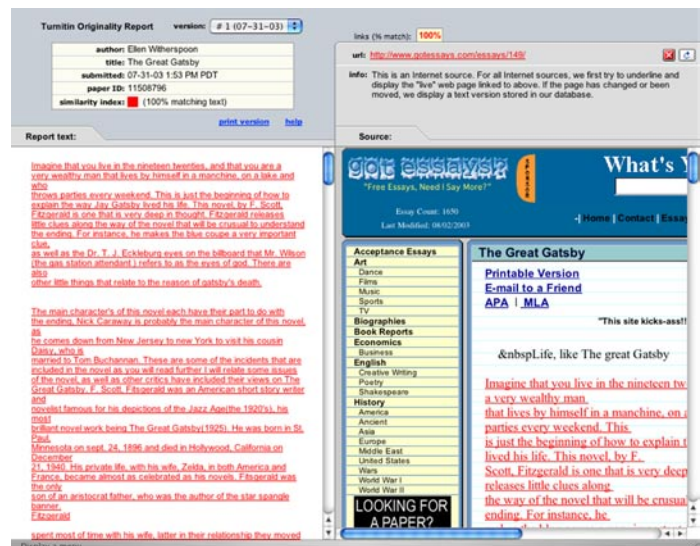 Turnitin Originality Report
version: # 1 (07-31-03)
author: Ellen Witherspoon
title: The Great Gatsby
submitted: 07-31-03 1:53 PM PDT
paper ID: 11508796
similarity index: (100% matching text)
print version help
Report text:
Imagine that you live in the nineteen twenties, and that you are a
very wealthy man that lives by himself in a manchine, on a lake and
who
throws parties every weekend. This is just the beginning of how to
explain the way Jay Gatsby lived his life. This novel, by F. Scott,
Fitzgerald is one that is very deep in thought. Fitzgerald releases
little clues along the way of the novel that will be crusual to understand
the ending. For instance, he makes the blue coupe a very important
clue,
as well as the Dr. T. J. Eckleburg eyes on the billboard that Mr. Wilson
(the gas station attendant ) refers to as the eyes of god. There are
also
other little things that relate to the reason of gatsby's death.
The main character's of this novel each have their part to do with
the ending. Nick Caraway is probably the main character of this novel,
as
he comes down from New Jersey to new York to visit his cousin
Daisy, who is
married to Tom Buchannan. These are some of the incidents that are
included in the novel as you will read further I will relate some issues
of the novel, as well as other critics have included their views on The
Great Gatsby. F. Scott, Fitsgerald was an American short story writer
and
novelist famous for his depictions of the Jazz Age(the 1920's), his
most
brilliant novel work being The Great Gatsby(1925). He was born in St.
Paul,
Minnesota on sept. 24, 1896 and died in Hollywood, California on
December
21, 1940. His private life, with his wife, Zelda, in both America and
France, became almost as celebrated as his novels. Fitsgerald was
the only
son of an aristocrat father, who was the author of the star spangle
banner.
Fitzgerald
spent most of time with his wife, latter in their relationship they moved
links (% match): 100%
url: http://www.gotessays.com/essays/149/
info: This is an Internet source. For all Internet sources, we first try to underline and
display the "live" web page linked to above. If the page has changed or been
moved, we display a text version stored in our database.
Source:
got essays?
SPONSOR
"Free Essays, Need I Say More?"
Essay Count: 1650
Last Modified: 08/02/2003
What's Y
-| Home | Contact | Essay
Acceptance Essays
Art
Dance
Films
Music
Sports
TV
Biographies
Book Reports
Economics
Business
English
Creative Writing
Poetry
Shakespeare
History
America
Ancient
Asia
Europe
Middle East
United States
Wars
World War I
World War II
LOOKING FOR
A PAPER?
The Great Gatsby
Printable Version
E-mail to a Friend
APA | MLA
"This site kicks-ass!!
&nbspLife, like The great Gatsby
Imagine that you live in the nineteen tw
a very wealthy man
that lives by himself in a manchine, on a
parties every weekend. This
is just the beginning of how to explain t
lived his life. This novel, by F.
Scott, Fitzgerald is one that is very deep
releases little clues along
the way of the novel that will be crusual
ending. For instance, he